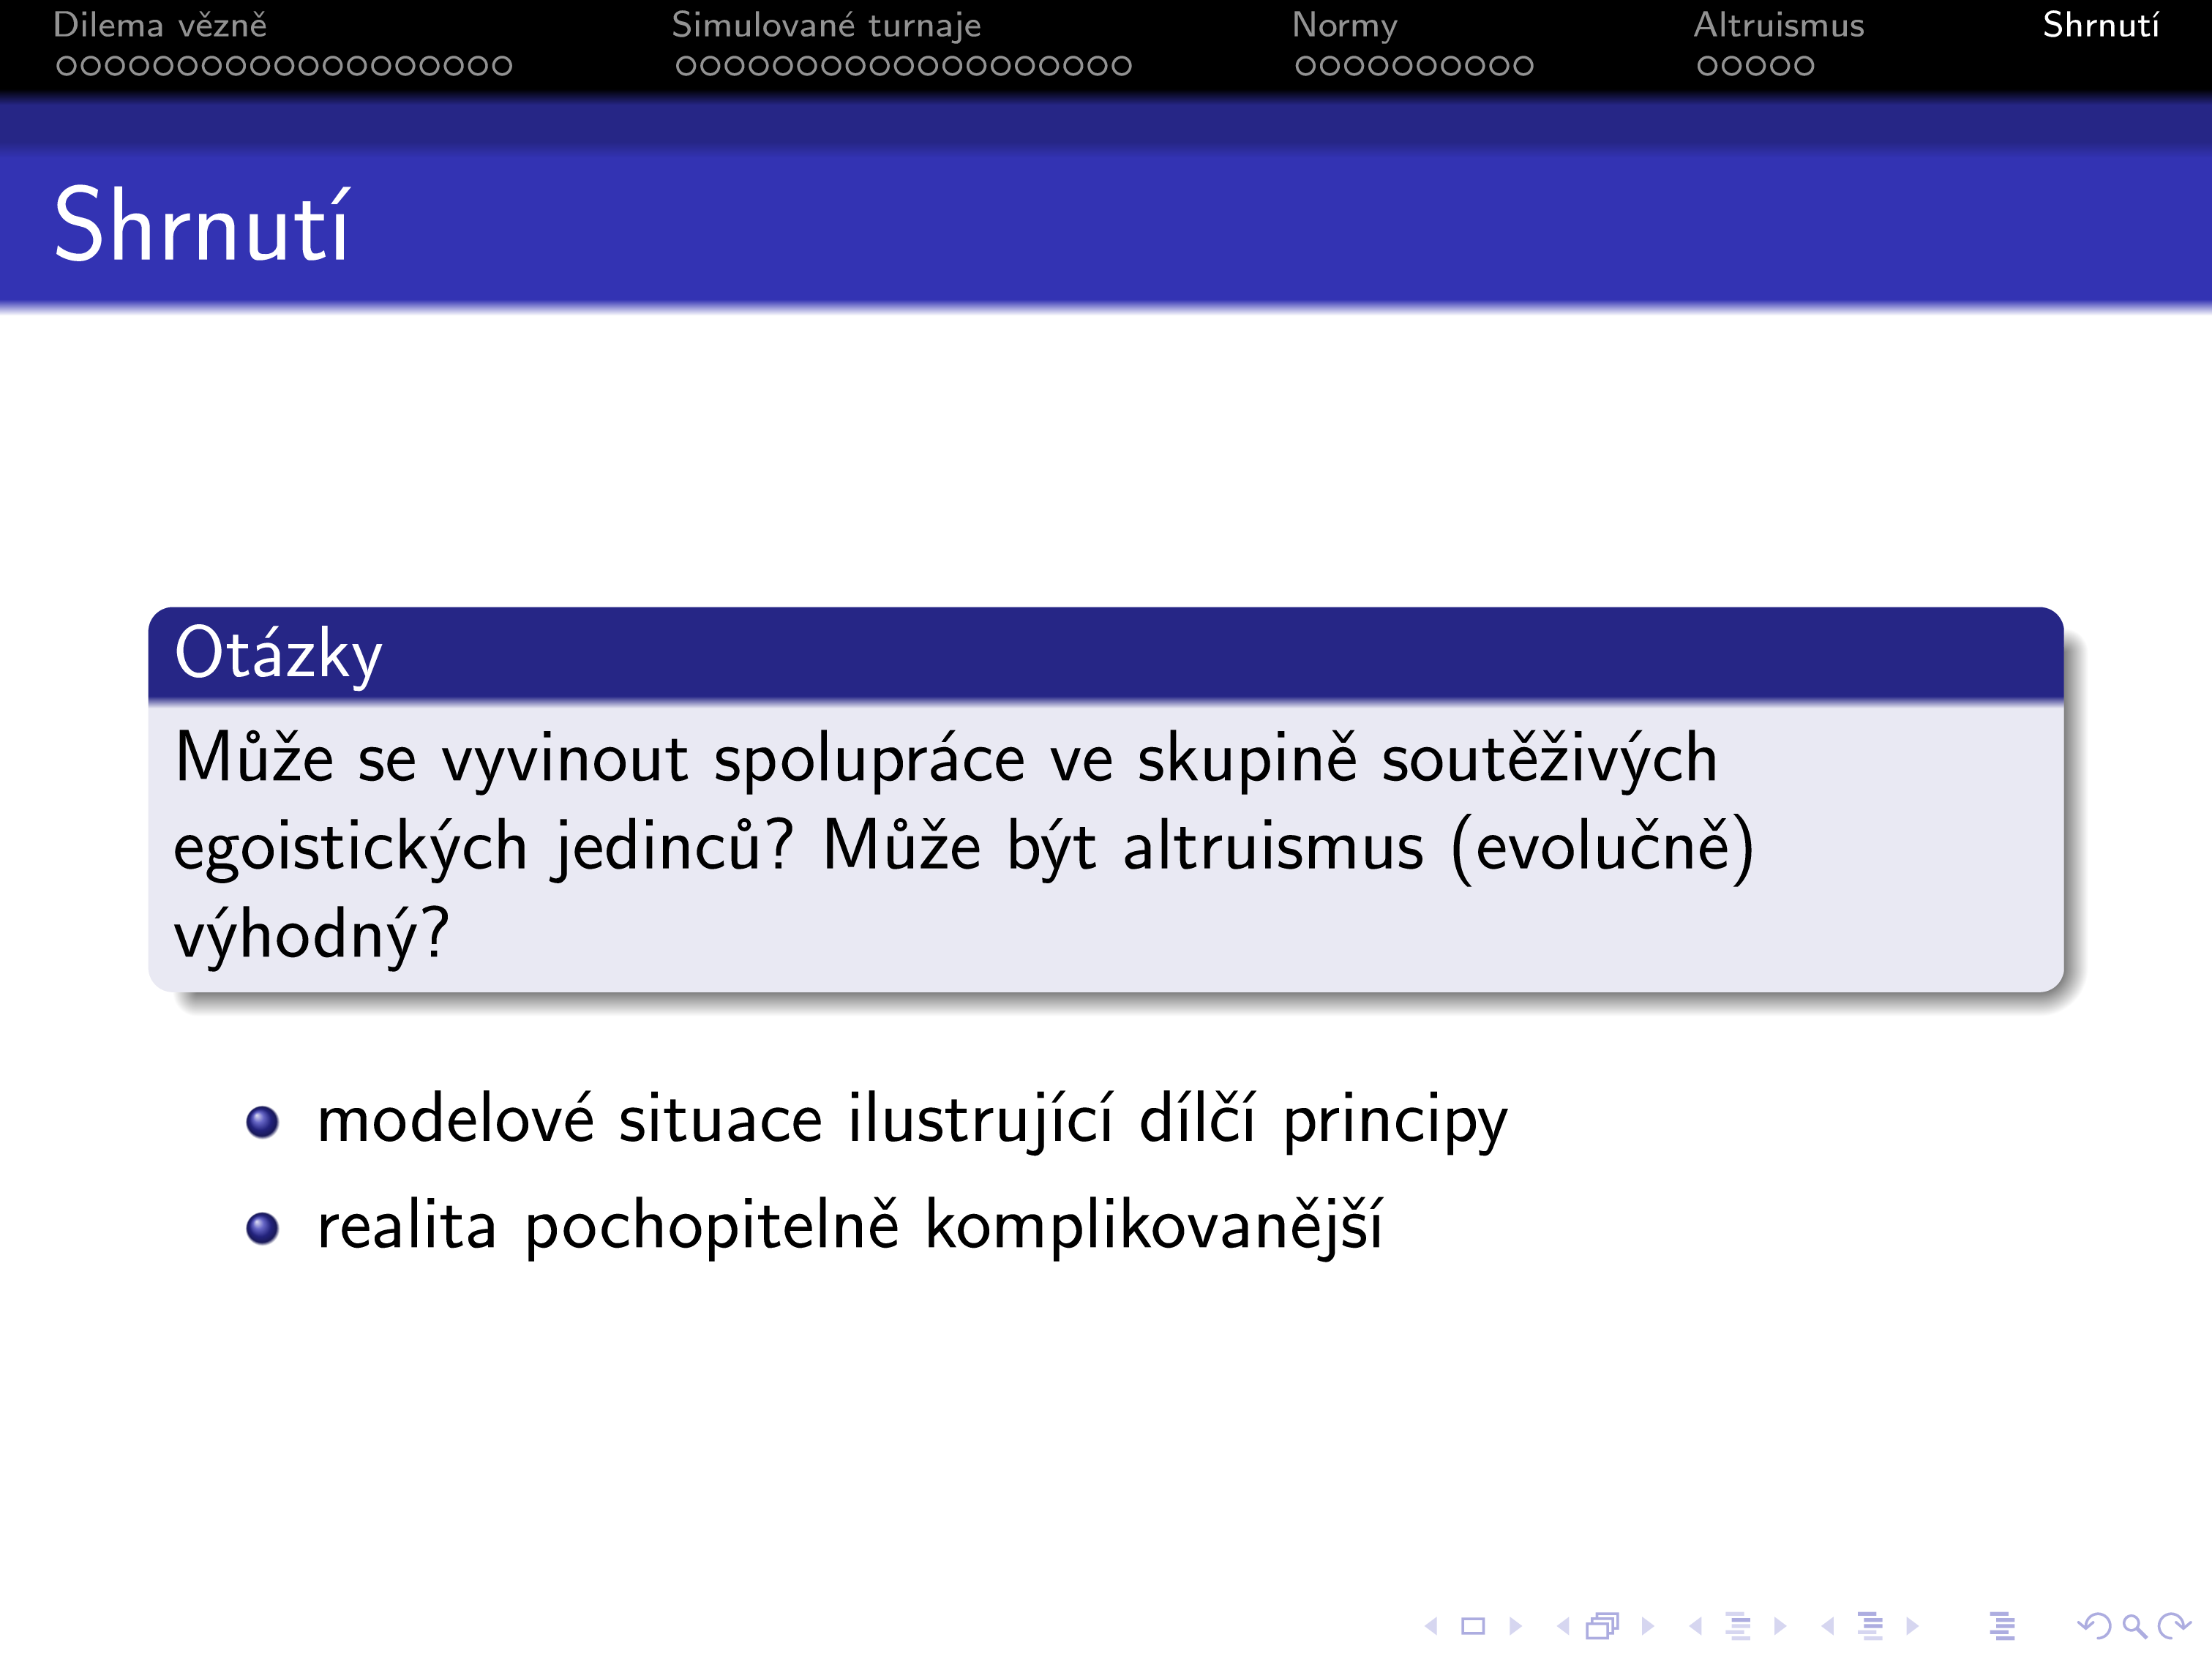 Dilema vězně Simulované turnaje Normy Altruismus Shrnutí
Shrnutí
Otázky
Může se vyvinout spolupráce ve skupině soutěživých
egoistických jedinců? Může být altruismus (evolučně)
výhodný?
modelové situace ilustrující dílčí principy
realita pochopitelně komplikovanější